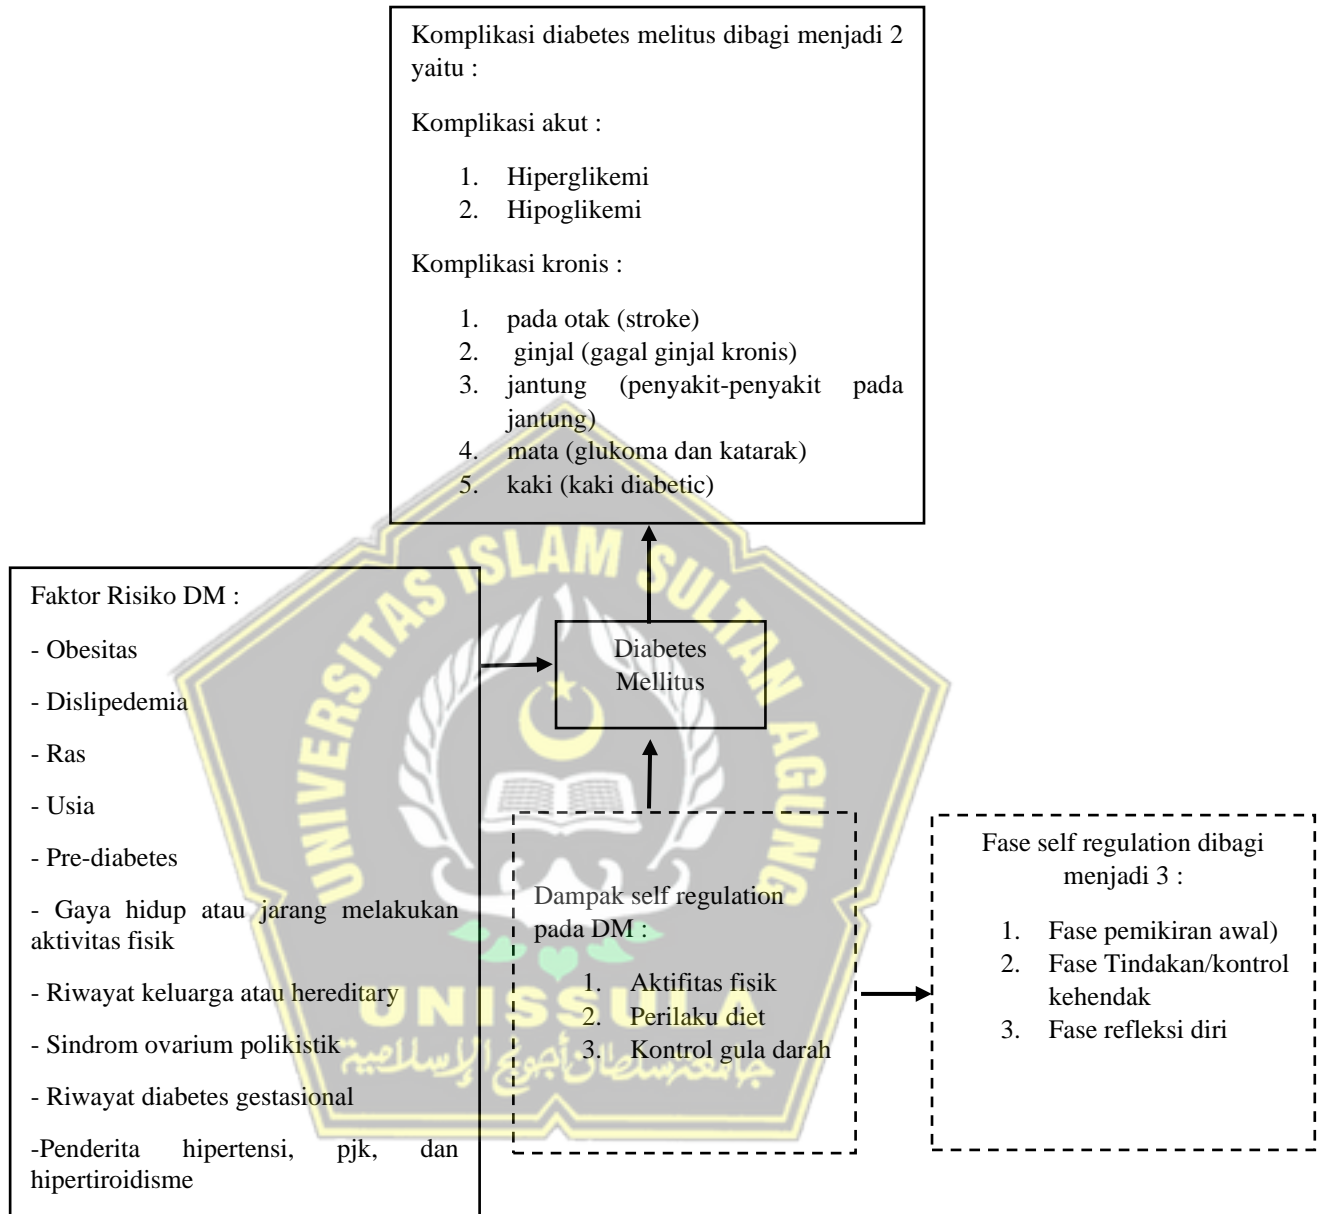 Komplikasi diabetes melitus dibagi menjadi 2
yaitu :
Komplikasi akut :
1. Hiperglikemi
2. Hipoglikemi
Komplikasi kronis :
1. pada otak (stroke)
2. ginjal (gagal ginjal kronis)
3. jantung (penyakit-penyakit pada
jantung)
4. mata (glukoma dan katarak)
5. kaki (kaki diabetic)
Faktor Risiko DM :
- Obesitas
- Dislipedemia
- Ras
- Usia
- Pre-diabetes
- Gaya hidup atau jarang melakukan
aktivitas fisik
- Riwayat keluarga atau hereditary
- Sindrom ovarium polikistik
- Riwayat diabetes gestasional
-Penderita hipertensi, pjk, dan
hipertiroidisme
Diabetes
Mellitus
Dampak self regulation
pada DM :
1. Aktifitas fisik
2. Perilaku diet
3. Kontrol gula darah
Fase self regulation dibagi
menjadi 3 :
1. Fase pemikiran awal)
2. Fase Tindakan/kontrol
kehendak
3. Fase refleksi diri
UNIVERSITAS ISLAM SULTAN AGUNG
UNISSULA
جامعة سلطان أجونج الإسلامية